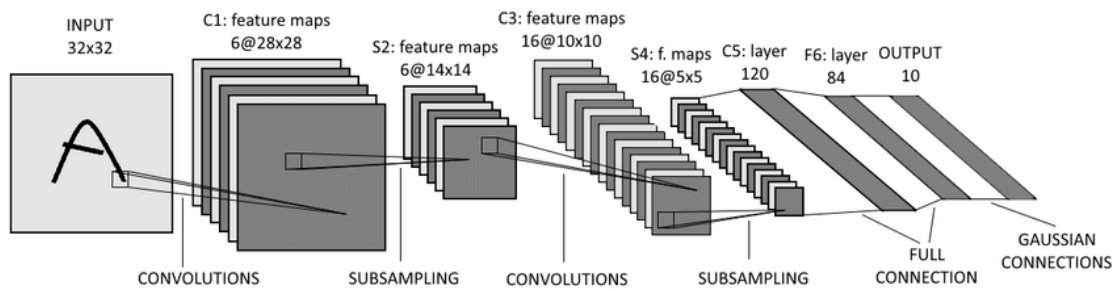 INPUT
32x32
C1: feature maps
6@28x28
S2: feature maps
6@14x14
C3: feature maps
16@10x10
S4: f. maps
16@5x5
C5: layer
120
F6: layer
84
OUTPUT
10
CONVOLUTIONS
SUBSAMPLING
CONVOLUTIONS
SUBSAMPLING
FULL
CONNECTION
GAUSSIAN
CONNECTIONS
A